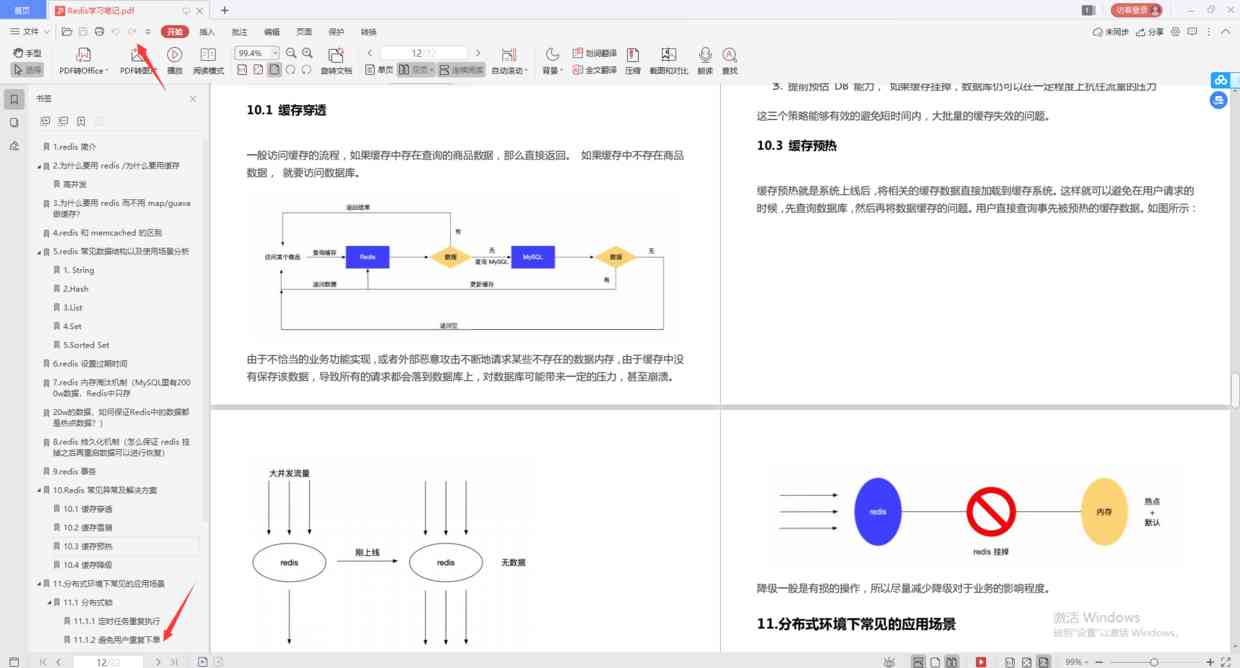 首页
Redis学习笔记.pdf
访客登录
文件
开始
插入
批注
编辑
页面
保护
转换
未同步
分享
手型
选择
PDF转Office
PDF转图片
播放
阅读模式
99.4%
旋转文档
12/22
单页
双页
连续阅读
自动滚动
背景
划词翻译
全文翻译
压缩
截图和对比
朗读
查找
书签
1.redis 简介
2.为什么要用 redis /为什么要用缓存
高并发
3.为什么要用 redis 而不用 map/guava
做缓存?
4.redis 和 memcached 的区别
5.redis 常见数据结构以及使用场景分析
1. String
2.Hash
3.List
4.Set
5.Sorted Set
6.redis 设置过期时间
7.redis 内存淘汰机制（MySQL里有200
0w数据，Redis中只存
20w的数据，如何保证Redis中的数据都
是热点数据？）
8.redis 持久化机制（怎么保证 redis 挂
掉之后再重启数据可以进行恢复）
9.redis 事务
10.Redis 常见异常及解决方案
10.1 缓存穿透
10.2 缓存雪崩
10.3 缓存预热
10.4 缓存降级
11.分布式环境下常见的应用场景
11.1 分布式锁
11.1.1 定时任务重复执行
11.1.2 避免用户重复下单
10.1 缓存穿透
一般访问缓存的流程，如果缓存中存在查询的商品数据，那么直接返回。 如果缓存中不存在商品
数据， 就要访问数据库。
返回结果
有
访问某个商品
查询缓存
Redis
数据
无
查询 MySQL
MySQL
数据
无
返回数据
更新缓存
有
返回空
由于不恰当的业务功能实现，或者外部恶意攻击不断地请求某些不存在的数据内存，由于缓存中没
有保存该数据，导致所有的请求都会落到数据库上，对数据库可能带来一定的压力，甚至崩溃。
3. 提前预估 DB 能力， 如果缓存挂掉，数据库仍可以在一定程度上抗住流量的压力
这三个策略能够有效的避免短时间内，大批量的缓存失效的问题。
10.3 缓存预热
缓存预热就是系统上线后，将相关的缓存数据直接加载到缓存系统。这样就可以避免在用户请求的
时候，先查询数据库，然后再将数据缓存的问题。用户直接查询事先被预热的缓存数据。如图所示：
大并发流量
redis
刚上线
redis
无数据
redis
redis 挂掉
内存
热点
+
默认
降级一般是有损的操作，所以尽量减少降级对于业务的影响程度。
11.分布式环境下常见的应用场景
激活 Windows
转到"设置"以激活 Windows。
12/22
99%